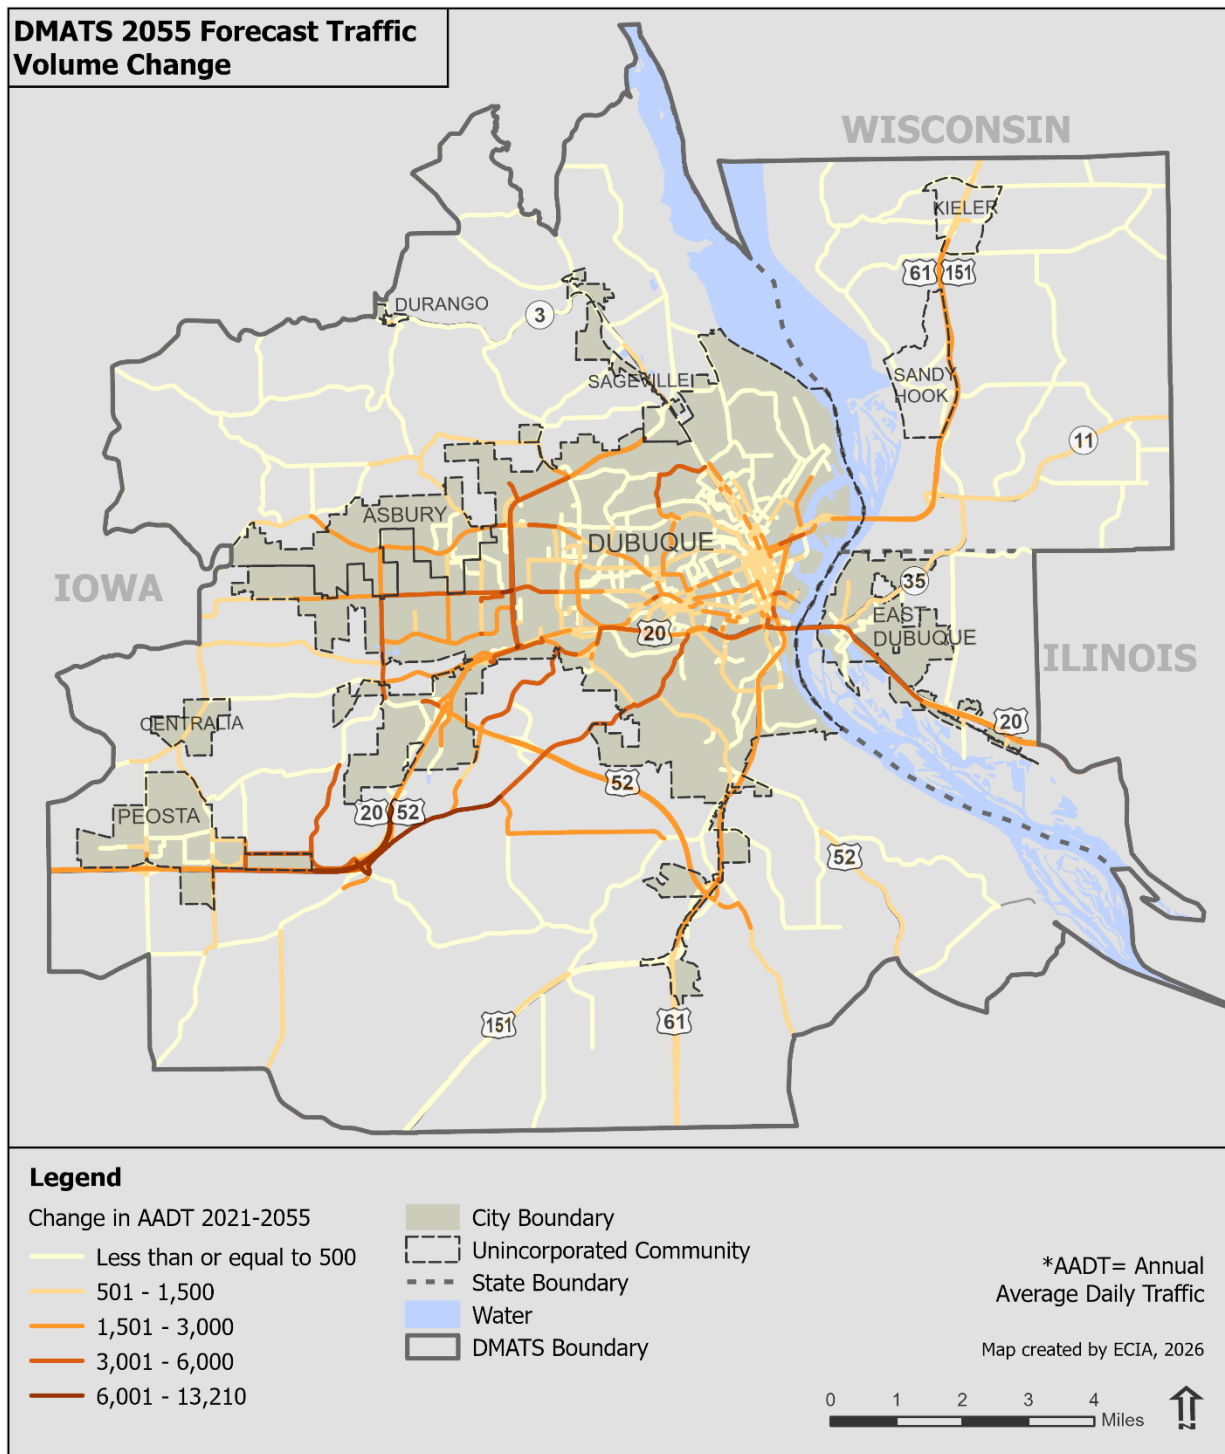 DMATS 2055 Forecast Traffic
Volume Change
WISCONSIN
KIELER
61
151
DURANGO
3
SAGEVILLE
SANDY
HOOK
11
ASBURY
DUBUQUE
IOWA
35
EAST
DUBUQUE
20
ILINOIS
CENTRALIA
20
52
PEOSTA
20
52
52
151
61
Legend
Change in AADT 2021-2055
Less than or equal to 500
501 - 1,500
1,501 - 3,000
3,001 - 6,000
6,001 - 13,210
City Boundary
Unincorporated Community
State Boundary
Water
DMATS Boundary
*AADT= Annual
Average Daily Traffic
Map created by ECIA, 2026
0 1 2 3 4
Miles
N